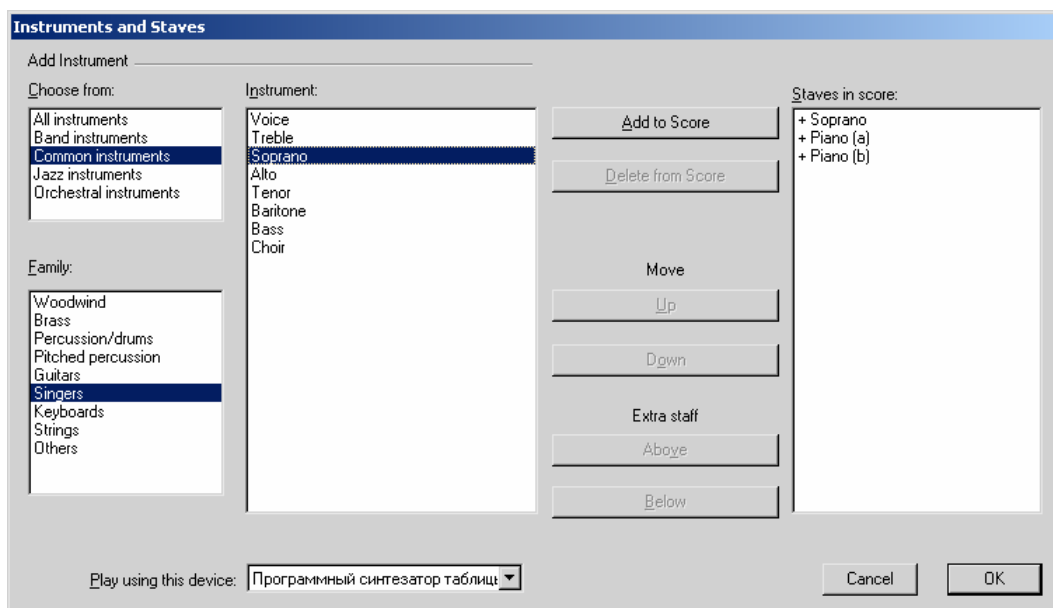 Instruments and Staves
Add Instrument
Choose from:
All instruments
Band instruments
Common instruments
Jazz instruments
Orchestral instruments
Family:
Woodwind
Brass
Percussion/drums
Pitched percussion
Guitars
Singers
Keyboards
Strings
Others
Instrument:
Voice
Treble
Soprano
Alto
Tenor
Baritone
Bass
Choir
Add to Score
Delete from Score
Move
Up
Down
Extra staff
Above
Below
Staves in score:
+ Soprano
+ Piano (a)
+ Piano (b)
Play using this device: Программный синтезатор таблицы
Cancel
OK